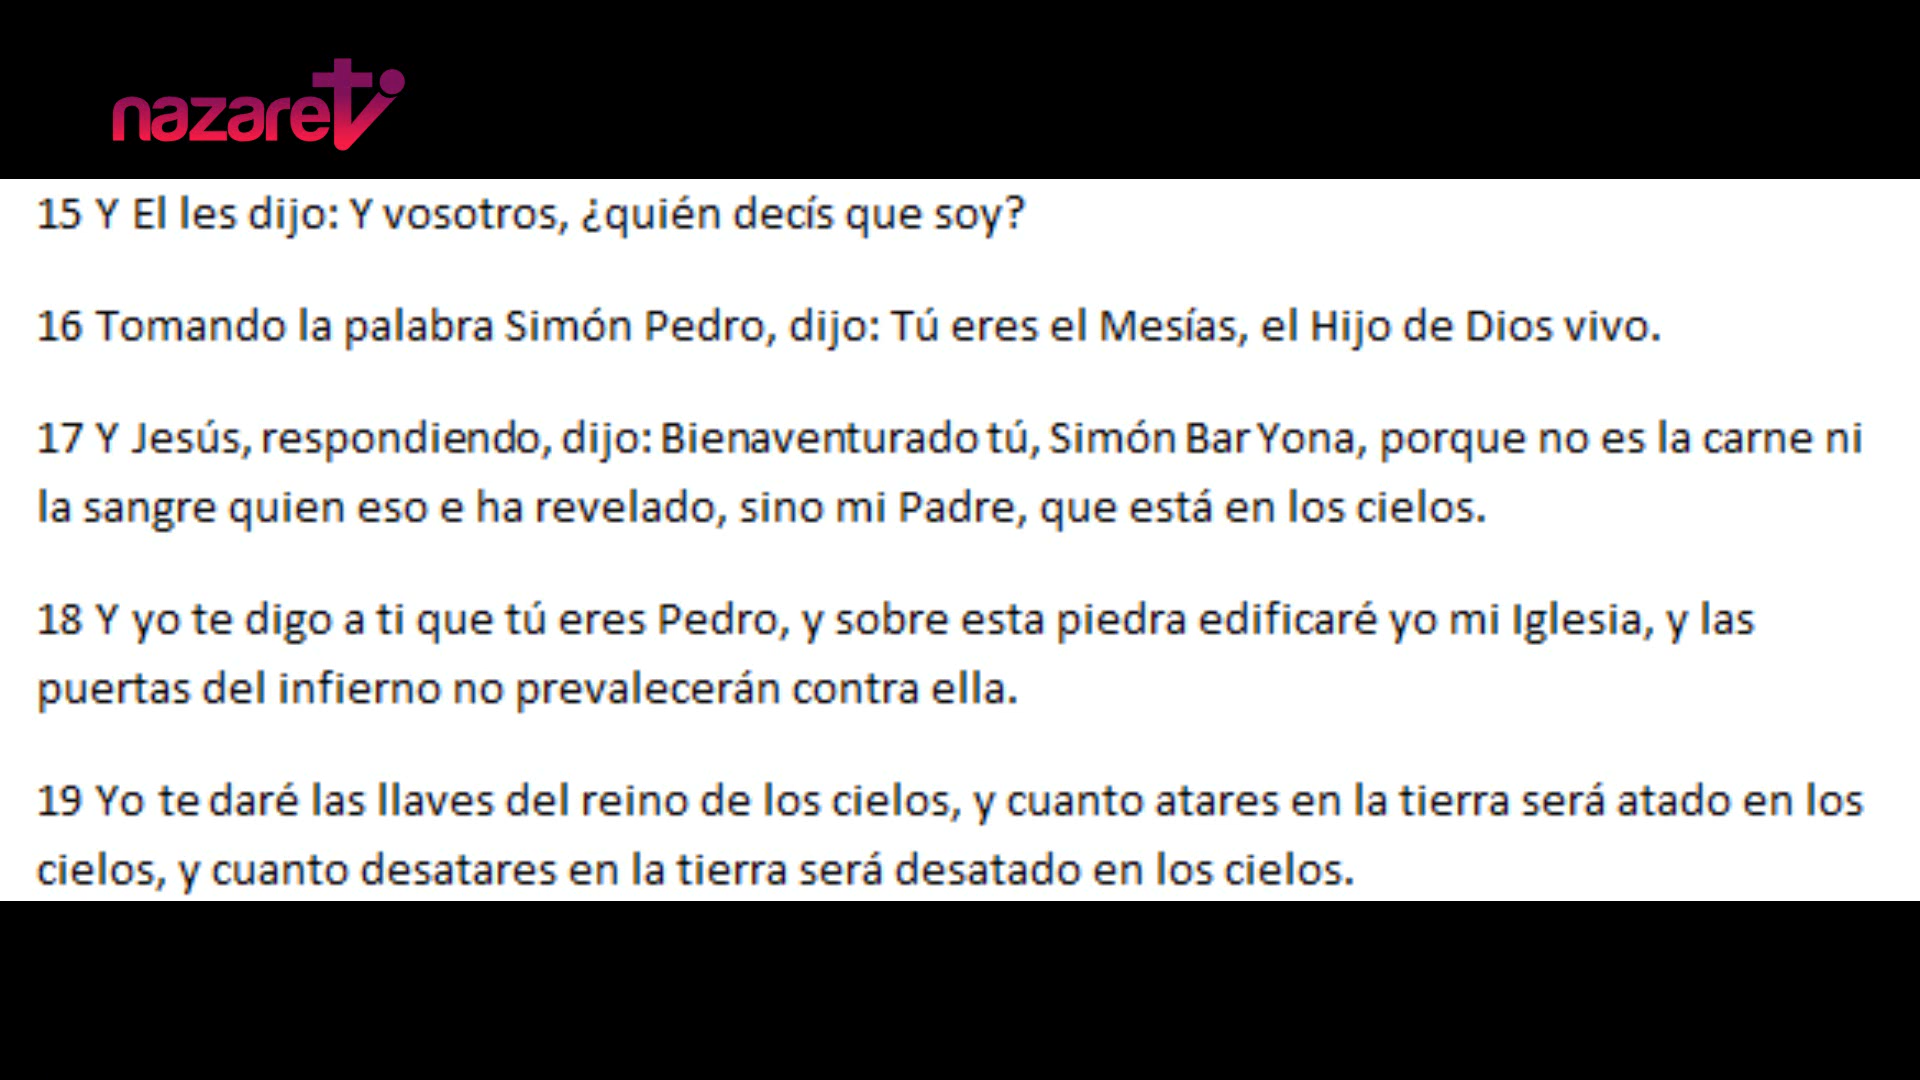 nazaretv
15 Y El les dijo: Y vosotros, ¿quién decís que soy?
16 Tomando la palabra Simón Pedro, dijo: Tú eres el Mesías, el Hijo de Dios vivo.
17 Y Jesús, respondiendo, dijo: Bienaventurado tú, Simón Bar Yona, porque no es la carne ni
la sangre quien eso e ha revelado, sino mi Padre, que está en los cielos.
18 Y yo te digo a ti que tú eres Pedro, y sobre esta piedra edificaré yo mi Iglesia, y las
puertas del infierno no prevalecerán contra ella.
19 Yo te daré las llaves del reino de los cielos, y cuanto atares en la tierra será atado en los
cielos, y cuanto desatares en la tierra será desatado en los cielos.